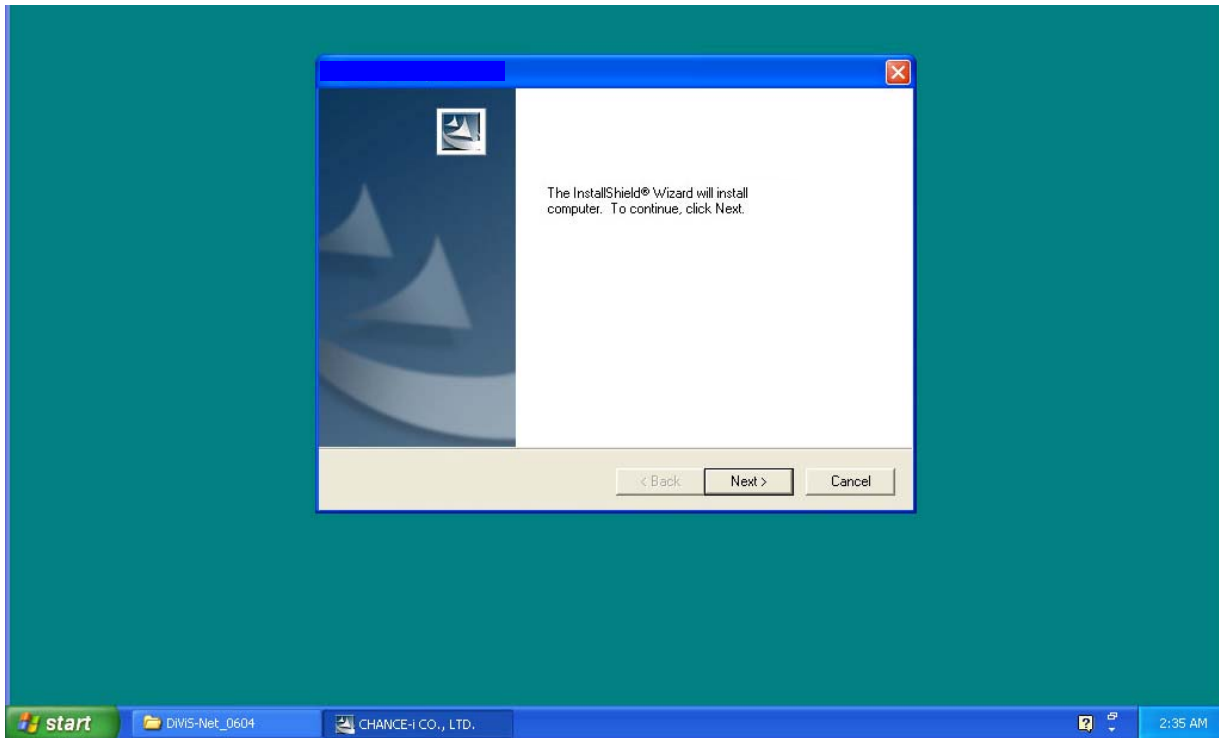 The InstallShield® Wizard will install
computer. To continue, click Next.
< Back
Next >
Cancel
start
DiViS-Net_0604
CHANCE-i CO., LTD.
2:35 AM